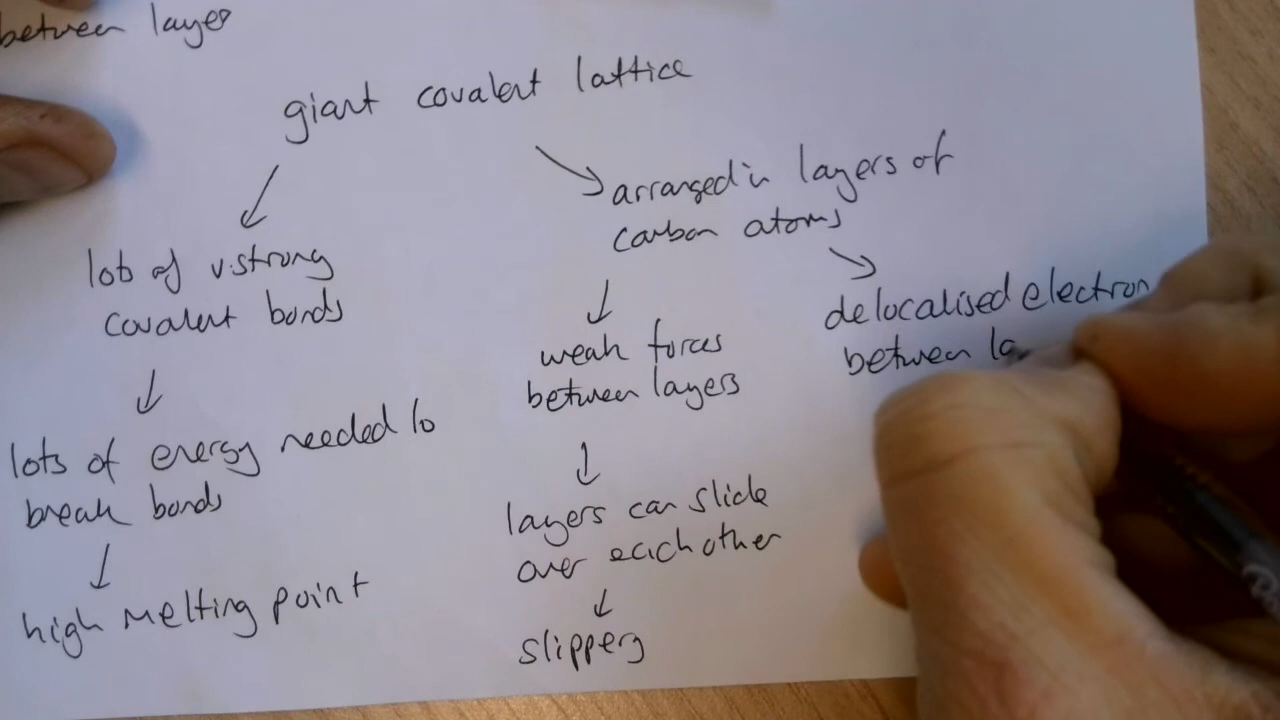 between layer
giant covalent lattice
arranged in layers of
carbon atoms
lots of v.strong
covalent bonds
delocalised electron
between
weak forces
between layers
lots of energy needed to
break bonds
layers can slide
over each other
high melting point
slippery